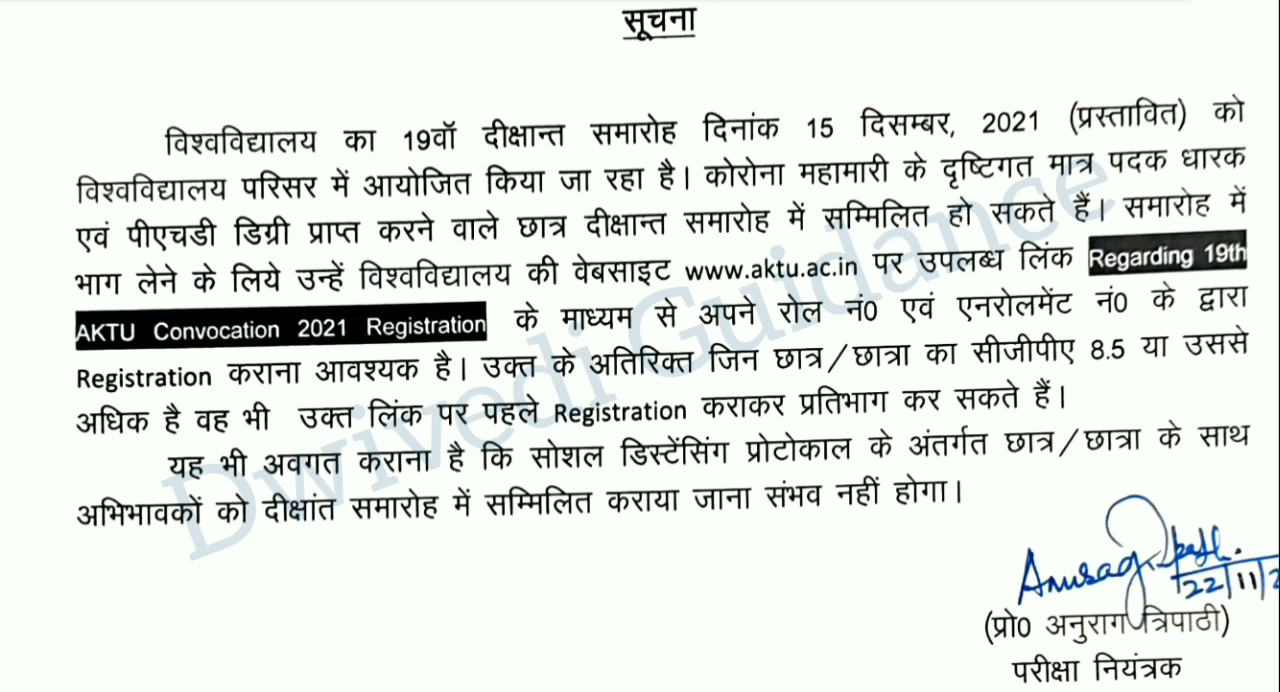 सूचना
विश्वविद्यालय का 19वॉ दीक्षान्त समारोह दिनांक 15 दिसम्बर, 2021 (प्रस्तावित) को
विश्वविद्यालय परिसर में आयोजित किया जा रहा है। कोरोना महामारी के दृष्टिगत मात्र पदक धारक
एवं पीएचडी डिग्री प्राप्त करने वाले छात्र दीक्षान्त समारोह में सम्मिलित हो सकते हैं। समारोह में
भाग लेने के लिये उन्हें विश्वविद्यालय की वेबसाइट www.aktu.ac.in पर उपलब्ध लिंक Regarding 19th
AKTU Convocation 2021 Registration के माध्यम से अपने रोल नं0 एवं एनरोलमेंट नं0 के द्वारा
Registration कराना आवश्यक है। उक्त के अतिरिक्त जिन छात्र/छात्रा का सीजीपीए 8.5 या उससे
अधिक है वह भी उक्त लिंक पर पहले Registration कराकर प्रतिभाग कर सकते हैं।
यह भी अवगत कराना है कि सोशल डिस्टेंसिंग प्रोटोकाल के अंतर्गत छात्र/छात्रा के साथ
अभिभावकों को दीक्षांत समारोह में सम्मिलित कराया जाना संभव नहीं होगा।
Dwivedi Guidance
Anurag
22/11/2
(प्रो0 अनुराग त्रिपाठी)
परीक्षा नियंत्रक